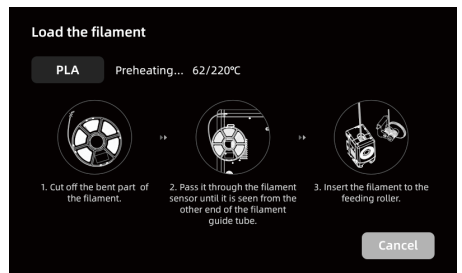 Load the filament
PLA Preheating... 62/220℃
1. Cut off the bent part of
the filament.
2. Pass it through the filament
sensor until it is seen from the
other end of the filament
guide tube.
3. Insert the filament to the
feeding roller.
Cancel